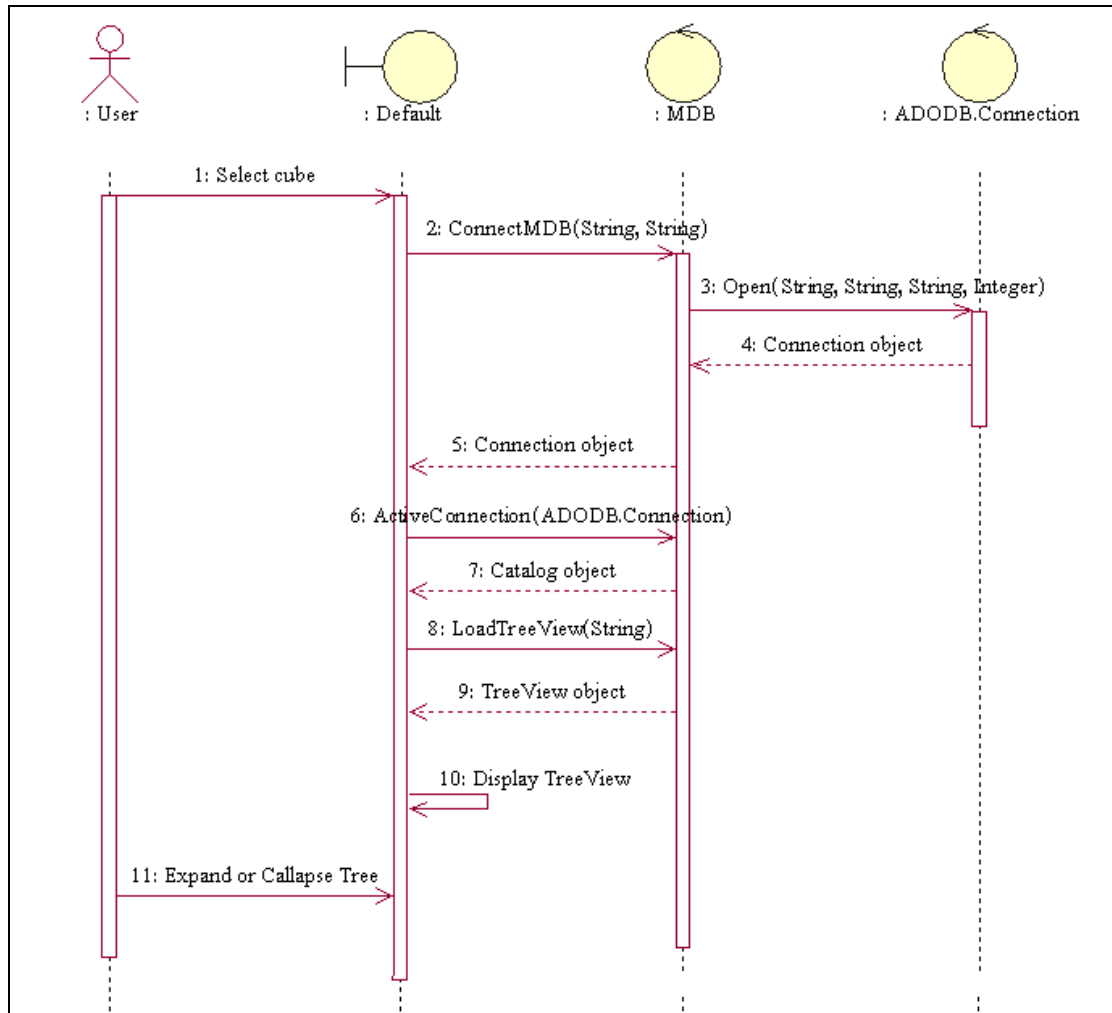 : User
: Default
: MDB
: ADODB.Connection
1: Select cube
2: ConnectMDB(String, String)
3: Open(String, String, String, Integer)
4: Connection object
5: Connection object
6: ActiveConnection(ADODB.Connection)
7: Catalog object
8: LoadTreeView(String)
9: TreeView object
10: Display TreeView
11: Expand or Callapse Tree